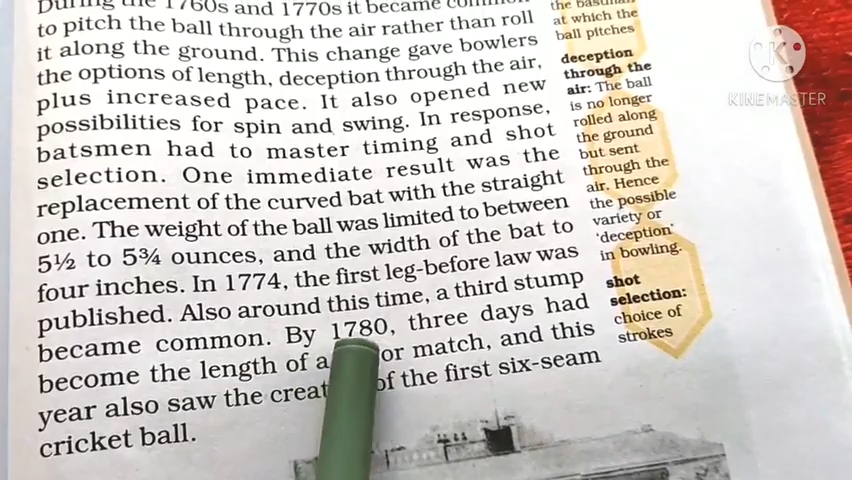 During the 1760s and 1770s it became common
to pitch the ball through the air rather than roll
it along the ground. This change gave bowlers
the options of length, deception through the air,
plus increased pace. It also opened new
possibilities for spin and swing. In response,
batsmen had to master timing and shot
selection. One immediate result was the
replacement of the curved bat with the straight
one. The weight of the ball was limited to between
5½ to 5¾ ounces, and the width of the bat to
four inches. In 1774, the first leg-before law was
published. Also around this time, a third stump
became common. By 1780, three days had
become the length of a or match, and this
year also saw the of the first six-seam
cricket ball.
the batsman
at which the
ball pitches
deception
through the
air: The ball
is no longer
rolled along
the ground
but sent
through the
air. Hence
the possible
variety or
'deception'
in bowling.
shot
selection:
choice of
strokes
K
KINEMASTER